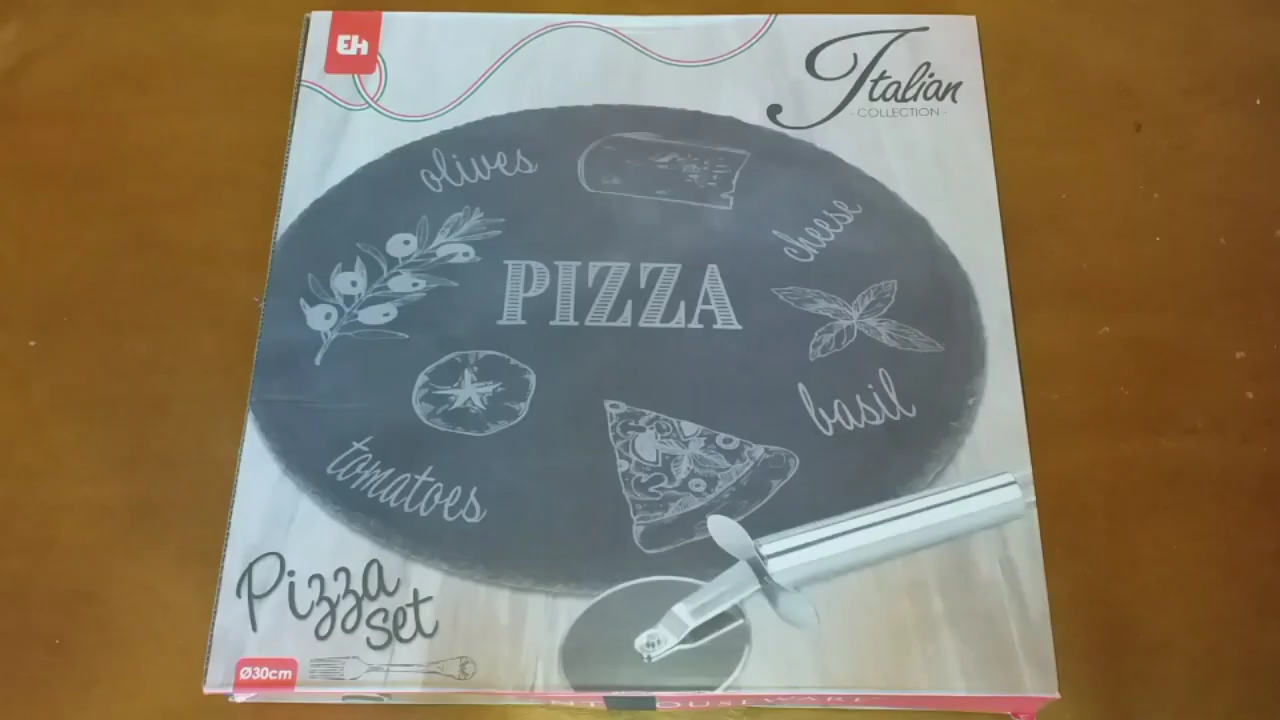 EH
Italian
- COLLECTION -
olives
cheese
PIZZA
basil
tomatoes
Pizza
set
Ø30cm